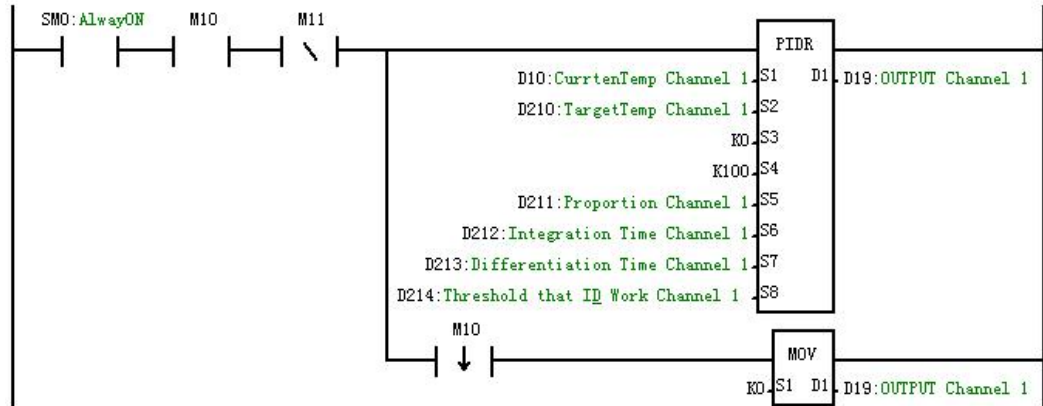 SM0:AlwayON M10 M11
PIDR
D10:CurrtenTemp Channel 1 S1 D1 D19:OUTPUT Channel 1
D210:TargetTemp Channel 1 S2
K0 S3
K100 S4
D211:Proportion Channel 1 S5
D212:Integration Time Channel 1 S6
D213:Differentiation Time Channel 1 S7
D214:Threshold that ID Work Channel 1 S8
M10
MOV
K0 S1 D1 D19:OUTPUT Channel 1